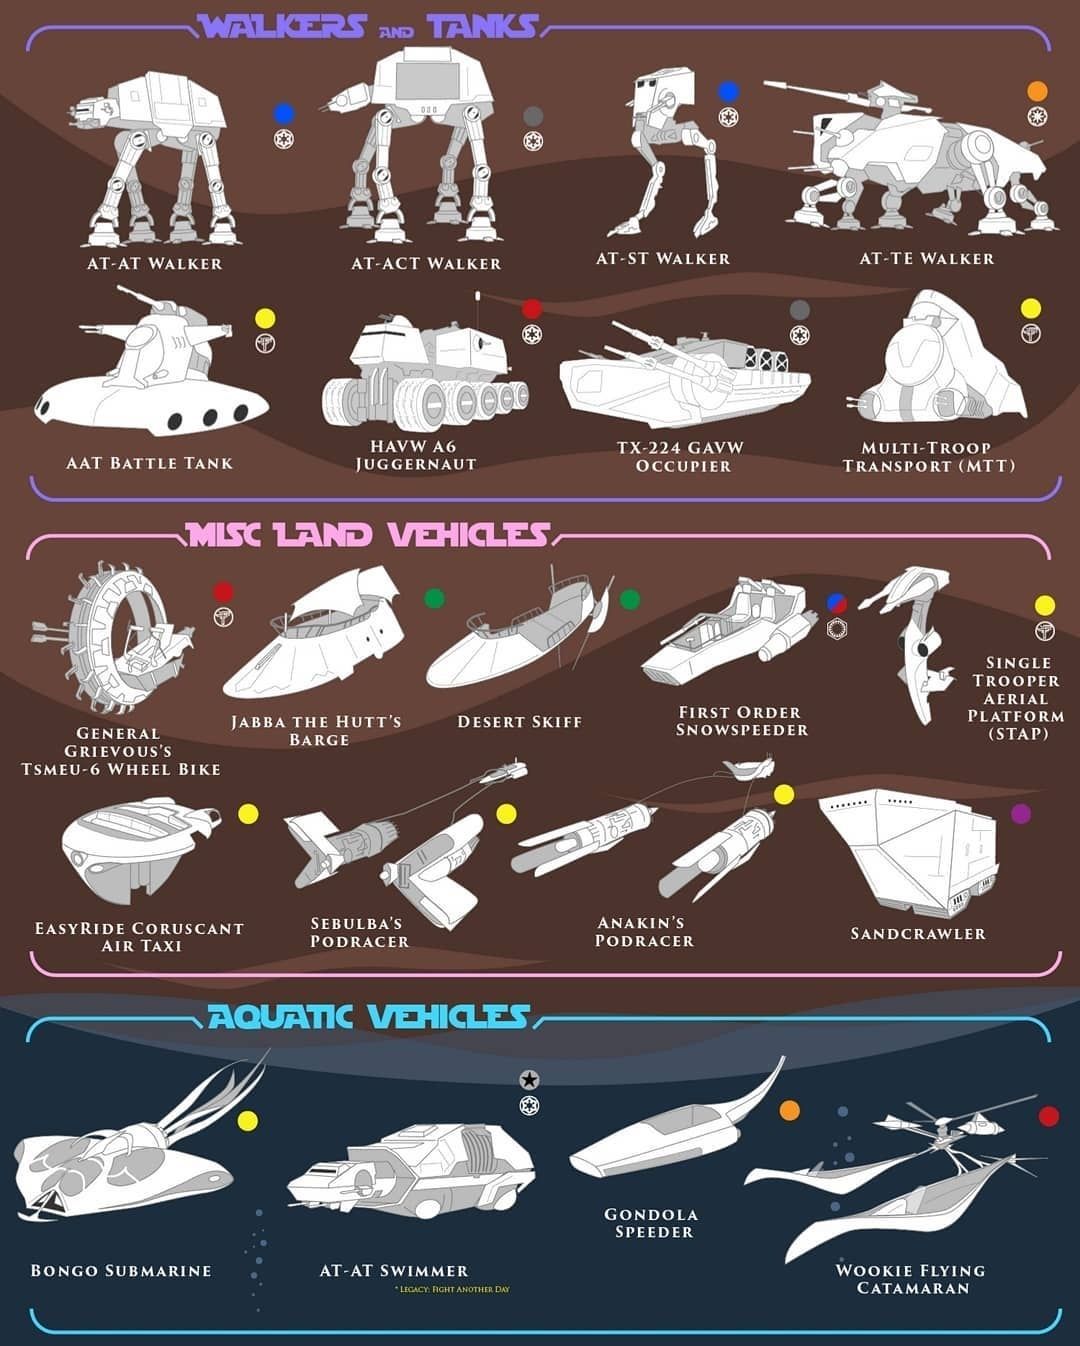 WALKERS AND TANKS
AT-AT WALKER
AT-ACT WALKER
AT-ST WALKER
AT-TE WALKER
AAT BATTLE TANK
HAVW A6
JUGGERNAUT
TX-224 GAVW
OCCUPIER
MULTI-TROOP
TRANSPORT (MTT)
MISC LAND VEHICLES
GENERAL
GRIEVOUS'S
TSMEU-6 WHEEL BIKE
JABBA THE HUTT'S
BARGE
DESERT SKIFF
FIRST ORDER
SNOWSPEEDER
SINGLE
TROOPER
AERIAL
PLATFORM
(STAP)
EASYRIDE CORUSCANT
AIR TAXI
SEBULBA'S
PODRACER
ANAKIN'S
PODRACER
SANDCRAWLER
AQUATIC VEHICLES
BONGO SUBMARINE
AT-AT SWIMMER
* LEGACY: FIGHT ANOTHER DAY
GONDOLA
SPEEDER
WOOKIE FLYING
CATAMARAN